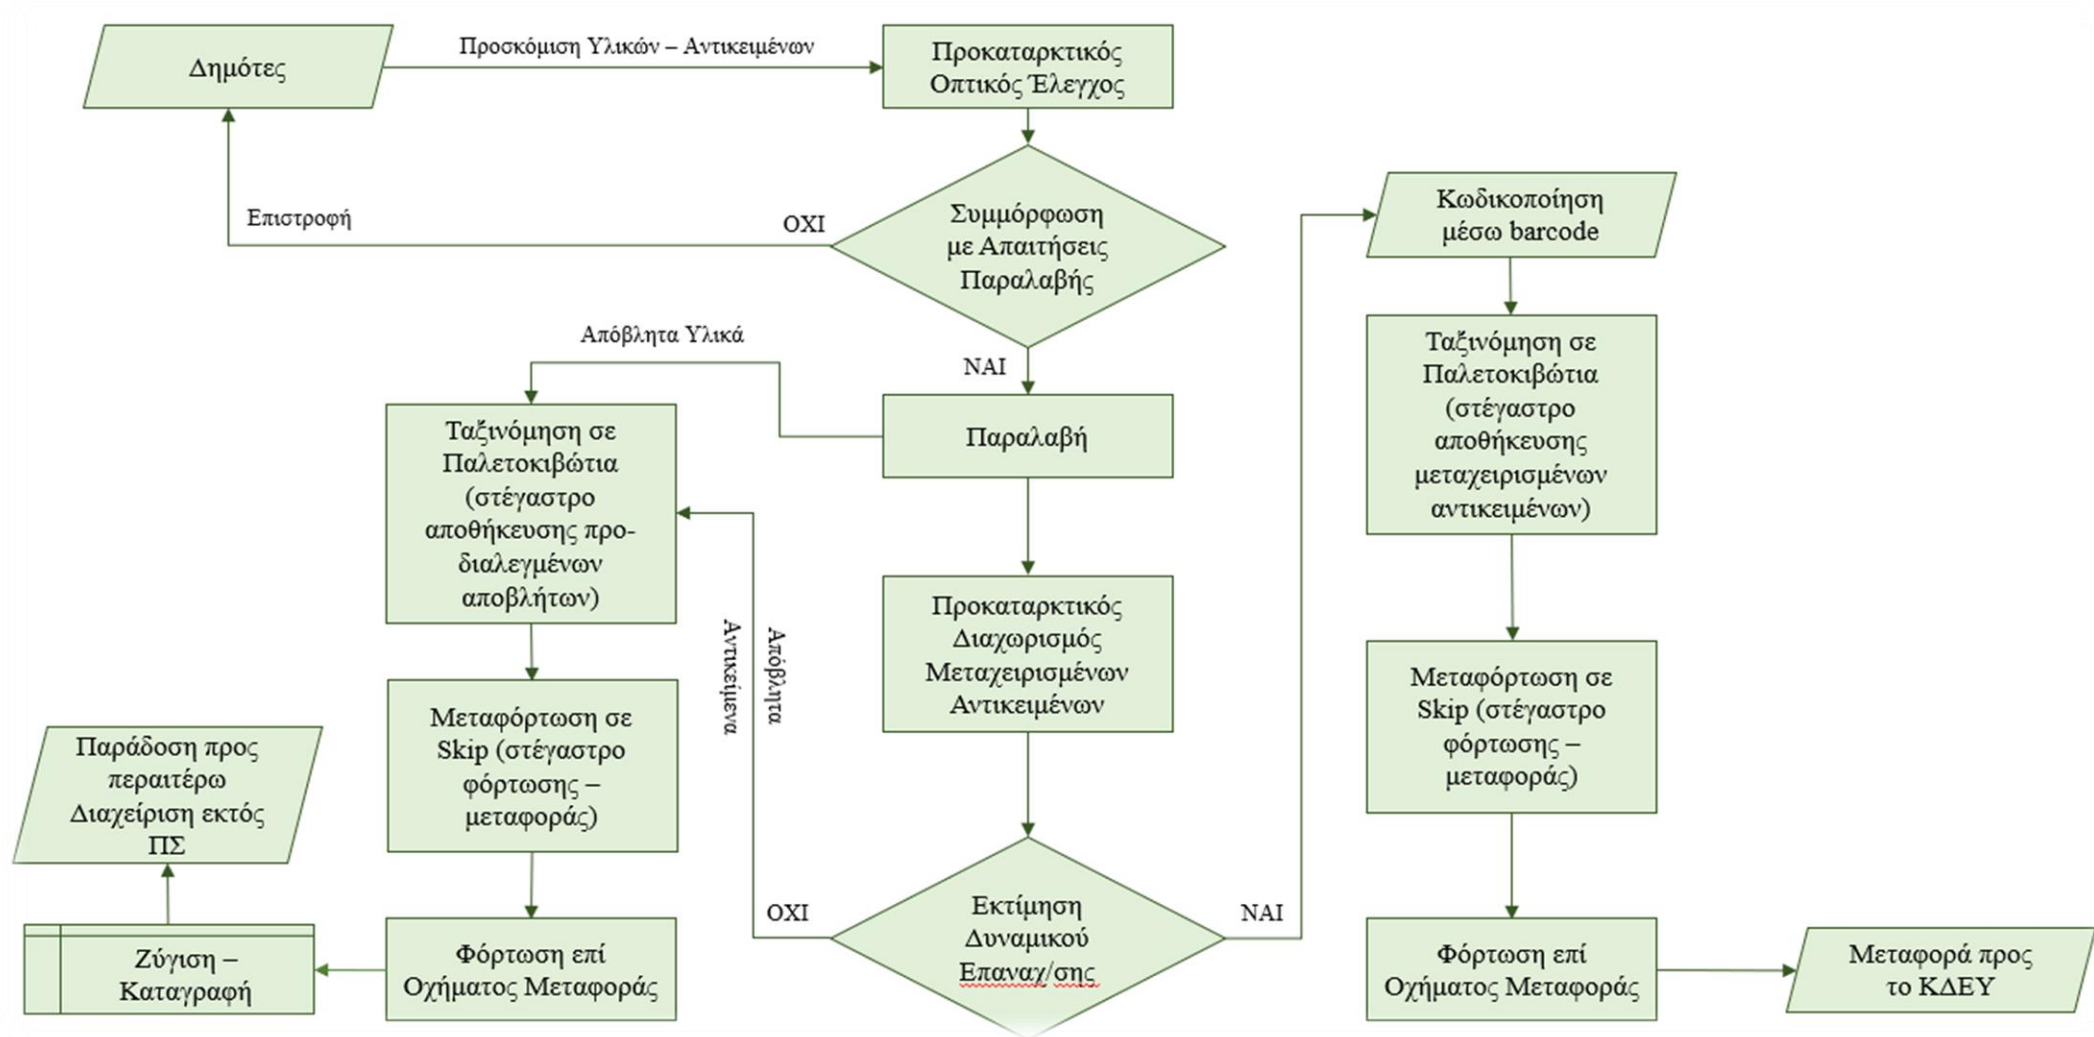 Δημότες
Προσκόμιση Υλικών – Αντικειμένων
Προκαταρκτικός
Οπτικός Έλεγχος
Συμμόρφωση
με Απαιτήσεις
Παραλαβής
ΟΧΙ
Επιστροφή
ΝΑΙ
Παραλαβή
Απόβλητα Υλικά
Ταξινόμηση σε
Παλετοκιβώτια
(στέγαστρο
αποθήκευσης προ-
διαλεγμένων
αποβλήτων)
Μεταφόρτωση σε
Skip (στέγαστρο
φόρτωσης –
μεταφοράς)
Φόρτωση επί
Οχήματος Μεταφοράς
Ζύγιση –
Καταγραφή
Παράδοση προς
περαιτέρω
Διαχείριση εκτός
ΠΣ
Προκαταρκτικός
Διαχωρισμός
Μεταχειρισμένων
Αντικειμένων
Εκτίμηση
Δυναμικού
Επαναχ/σης
ΟΧΙ
Απόβλητα
Αντικείμενα
ΝΑΙ
Κωδικοποίηση
μέσω barcode
Ταξινόμηση σε
Παλετοκιβώτια
(στέγαστρο
αποθήκευσης
μεταχειρισμένων
αντικειμένων)
Μεταφόρτωση σε
Skip (στέγαστρο
φόρτωσης –
μεταφοράς)
Φόρτωση επί
Οχήματος Μεταφοράς
Μεταφορά προς
το ΚΔΕΥ